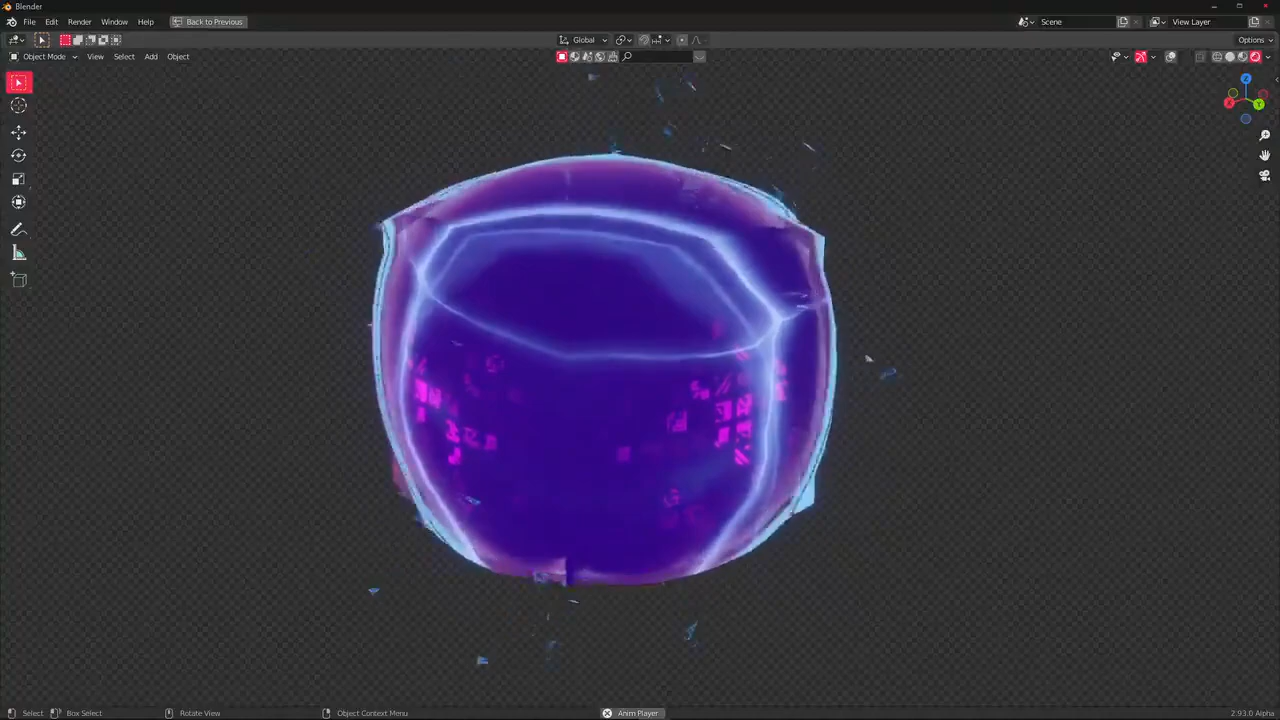 Blender
File Edit Render Window Help Back to Previous Scene View Layer
Global Options
Object Mode View Select Add Object
Z
X Y
Select Box Select Rotate View Object Context Menu Anim Player 2.93.0 Alpha